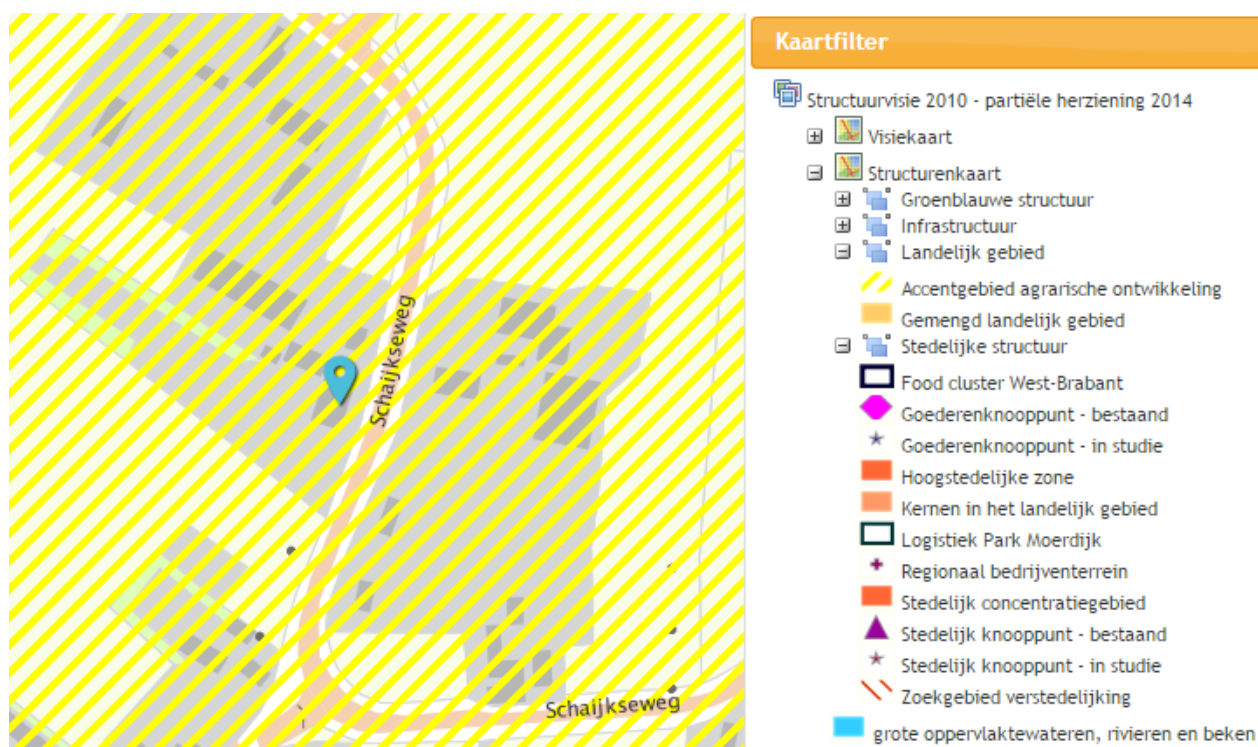 Schaijkseweg
Schaijkseweg
Kaartfilter
Structuurvisie 2010 - partiële herziening 2014
Visiekaart
Structurenkaart
Groenblauwe structuur
Infrastructuur
Landelijk gebied
Accentgebied agrarische ontwikkeling
Gemengd landelijk gebied
Stedelijke structuur
Food cluster West-Brabant
Goederenknooppunt - bestaand
Goederenknooppunt - in studie
Hoogstedelijke zone
Kernen in het landelijk gebied
Logistiek Park Moerdijk
Regionaal bedrijventerrein
Stedelijk concentratiegebied
Stedelijk knooppunt - bestaand
Stedelijk knooppunt - in studie
Zoekgebied verstedelijking
grote oppervlaktewateren, rivieren en beken